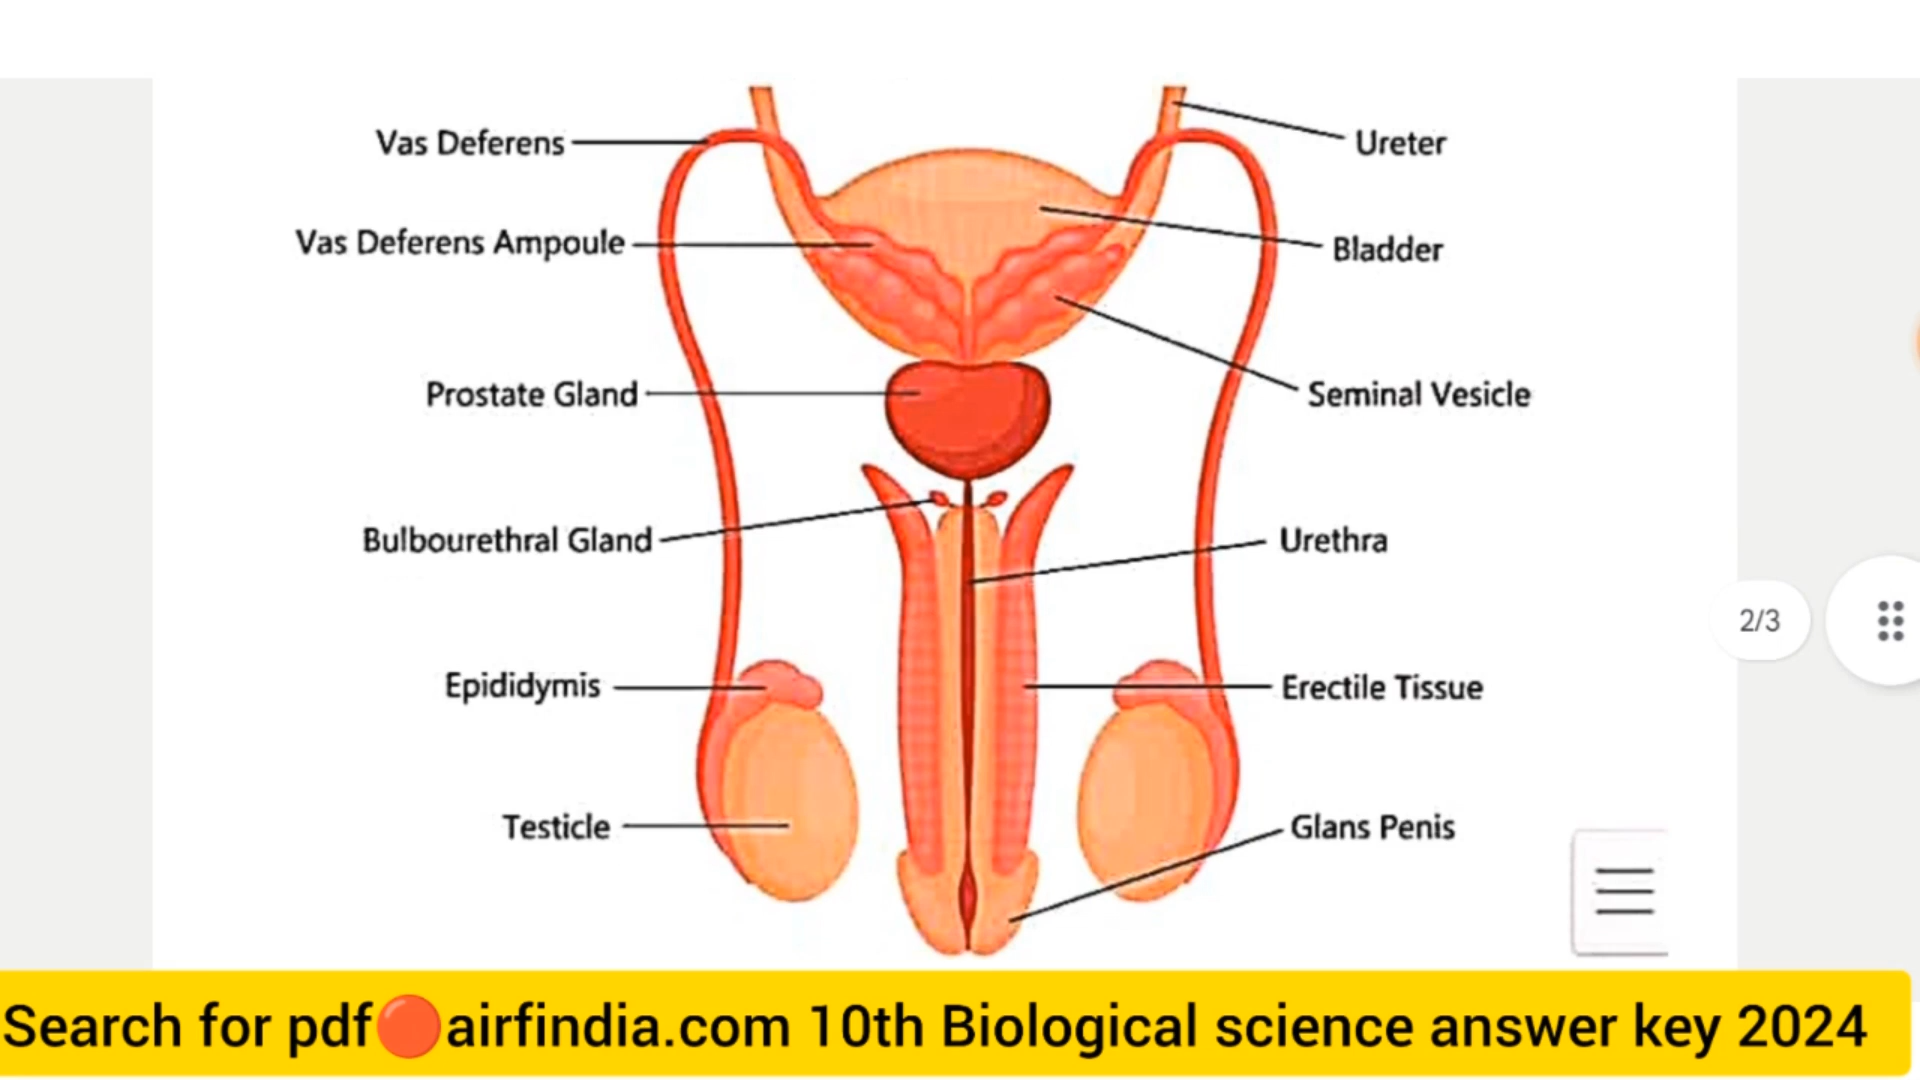 Vas Deferens
Ureter
Vas Deferens Ampoule
Bladder
Prostate Gland
Seminal Vesicle
Bulbourethral Gland
Urethra
2/3
Epididymis
Erectile Tissue
Testicle
Glans Penis
Search for pdf🔴airfindia.com 10th Biological science answer key 2024